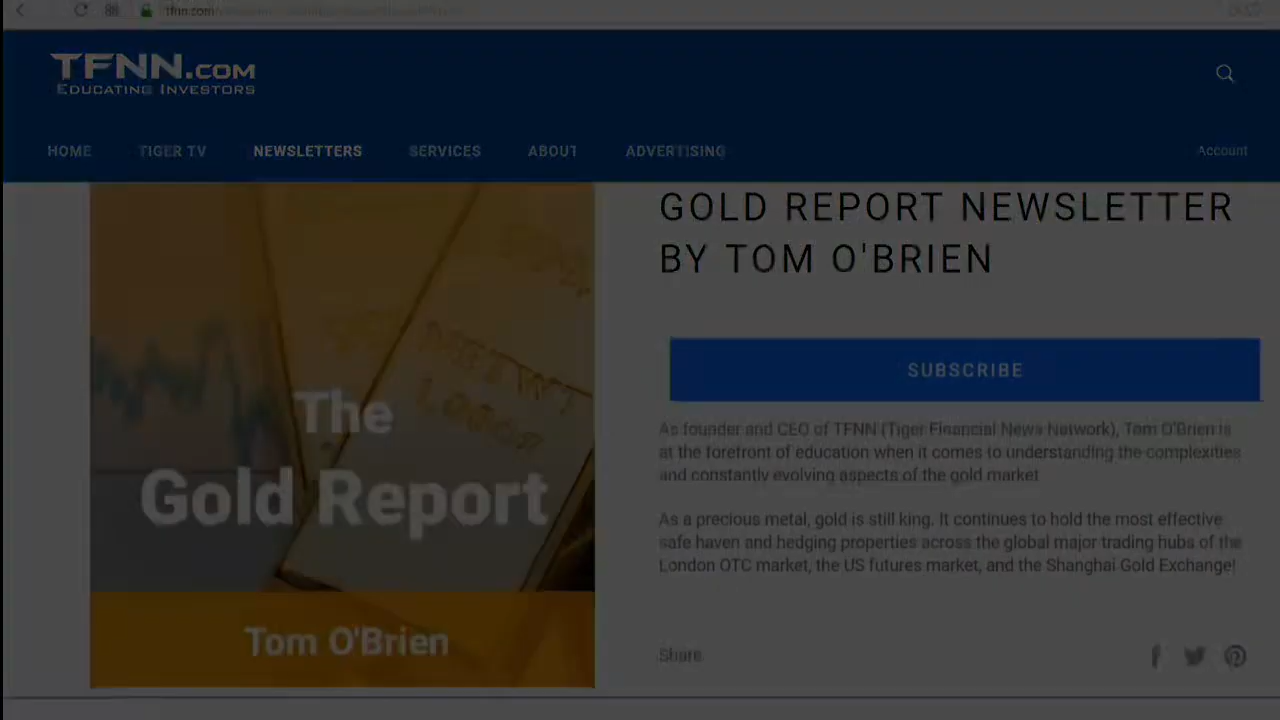 tfnn.com
TFNN.COM
EDUCATING INVESTORS
HOME TIGER TV NEWSLETTERS SERVICES ABOUT ADVERTISING Account
GOLD REPORT NEWSLETTER
BY TOM O'BRIEN
SUBSCRIBE
As founder and CEO of TFNN (Tiger Financial News Network), Tom O'Brien is
at the forefront of education when it comes to understanding the complexities
and constantly evolving aspects of the gold market
As a precious metal, gold is still king. It continues to hold the most effective
safe haven and hedging properties across the global major trading hubs of the
London OTC market, the US futures market, and the Shanghai Gold Exchange!
Share
The
Gold Report
Tom O'Brien